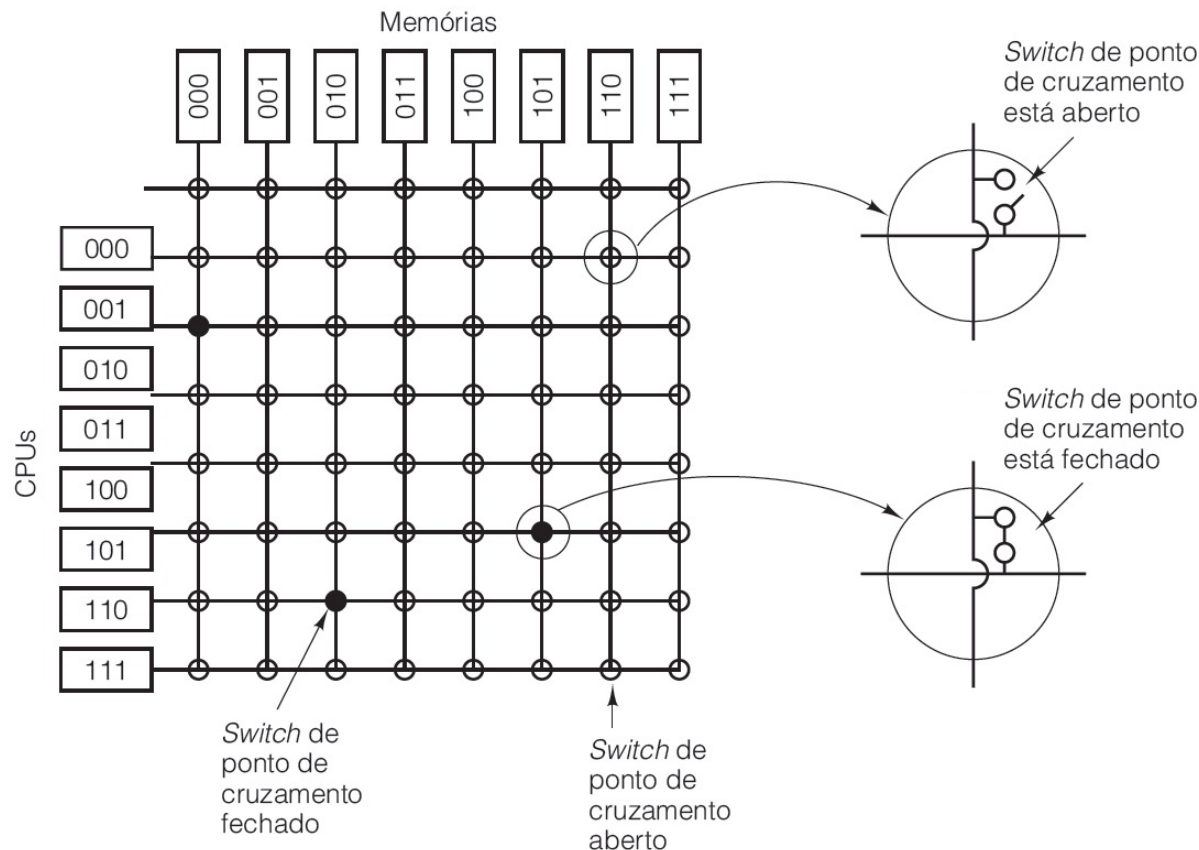 Memórias
000
001
010
011
100
101
110
111
Switch de ponto
de cruzamento
está aberto
CPUs
000
001
010
011
100
101
110
111
Switch de ponto
de cruzamento
está fechado
Switch de
ponto de
cruzamento
fechado
Switch de
ponto de
cruzamento
aberto